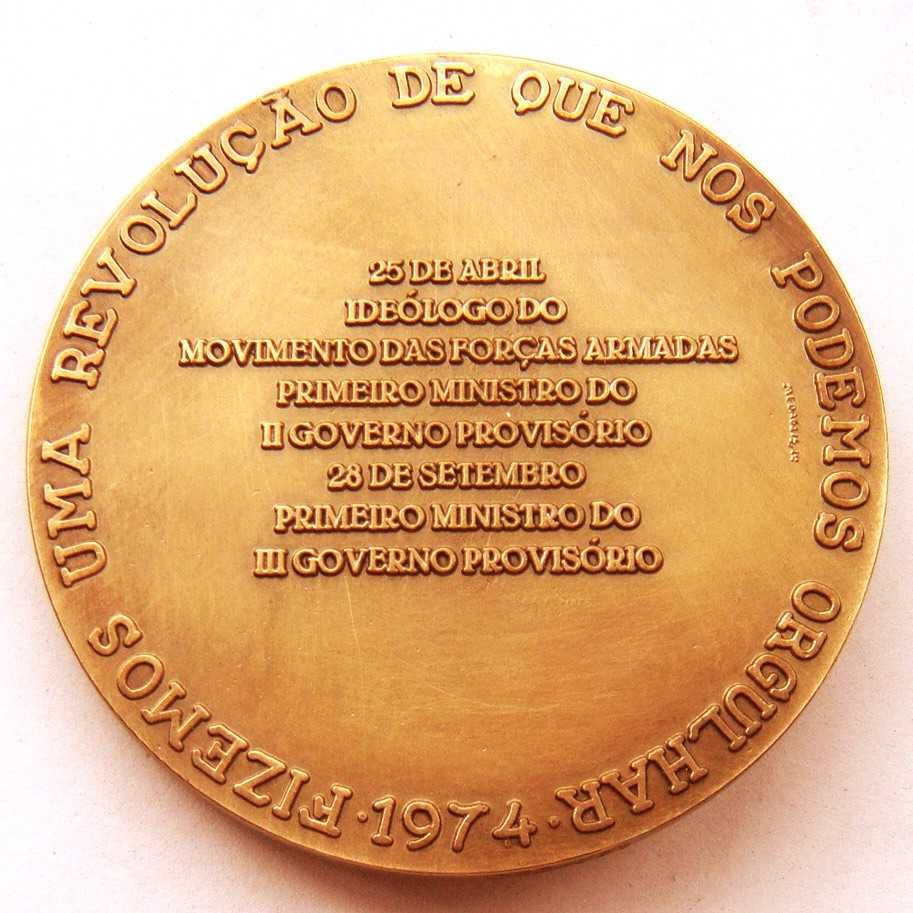 FIZEMOS UMA REVOLUÇÃO DE QUE NOS PODEMOS ORGULHAR
· 1974 ·
25 DE ABRIL
IDEÓLOGO DO
MOVIMENTO DAS FORÇAS ARMADAS
PRIMEIRO MINISTRO DO
II GOVERNO PROVISÓRIO
28 DE SETEMBRO
PRIMEIRO MINISTRO DO
III GOVERNO PROVISÓRIO